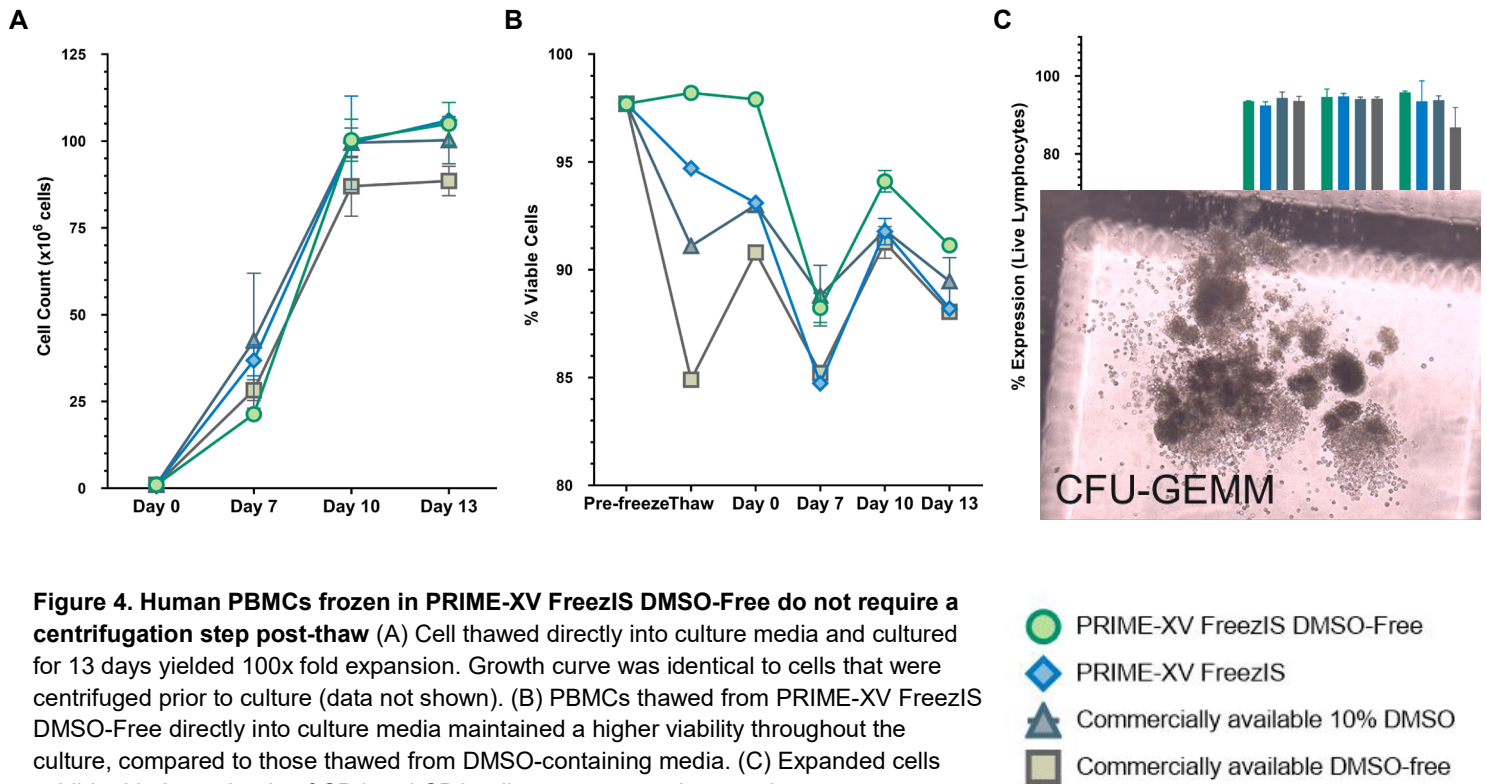 A
B
C
125
100
75
50
25
0
Cell Count (x10⁶ cells)
Day 0 Day 7 Day 10 Day 13
100
95
90
85
80
% Viable Cells
Pre-freeze Thaw Day 0 Day 7 Day 10 Day 13
100
80
% Expression (Live Lymphocytes)
CFU-GEMM
Figure 4. Human PBMCs frozen in PRIME-XV FreezIS DMSO-Free do not require a
centrifugation step post-thaw (A) Cell thawed directly into culture media and cultured
for 13 days yielded 100x fold expansion. Growth curve was identical to cells that were
centrifuged prior to culture (data not shown). (B) PBMCs thawed from PRIME-XV FreezIS
DMSO-Free directly into culture media maintained a higher viability throughout the
culture, compared to those thawed from DMSO-containing media. (C) Expanded cells
PRIME-XV FreezIS DMSO-Free
PRIME-XV FreezIS
Commercially available 10% DMSO
Commercially available DMSO-free